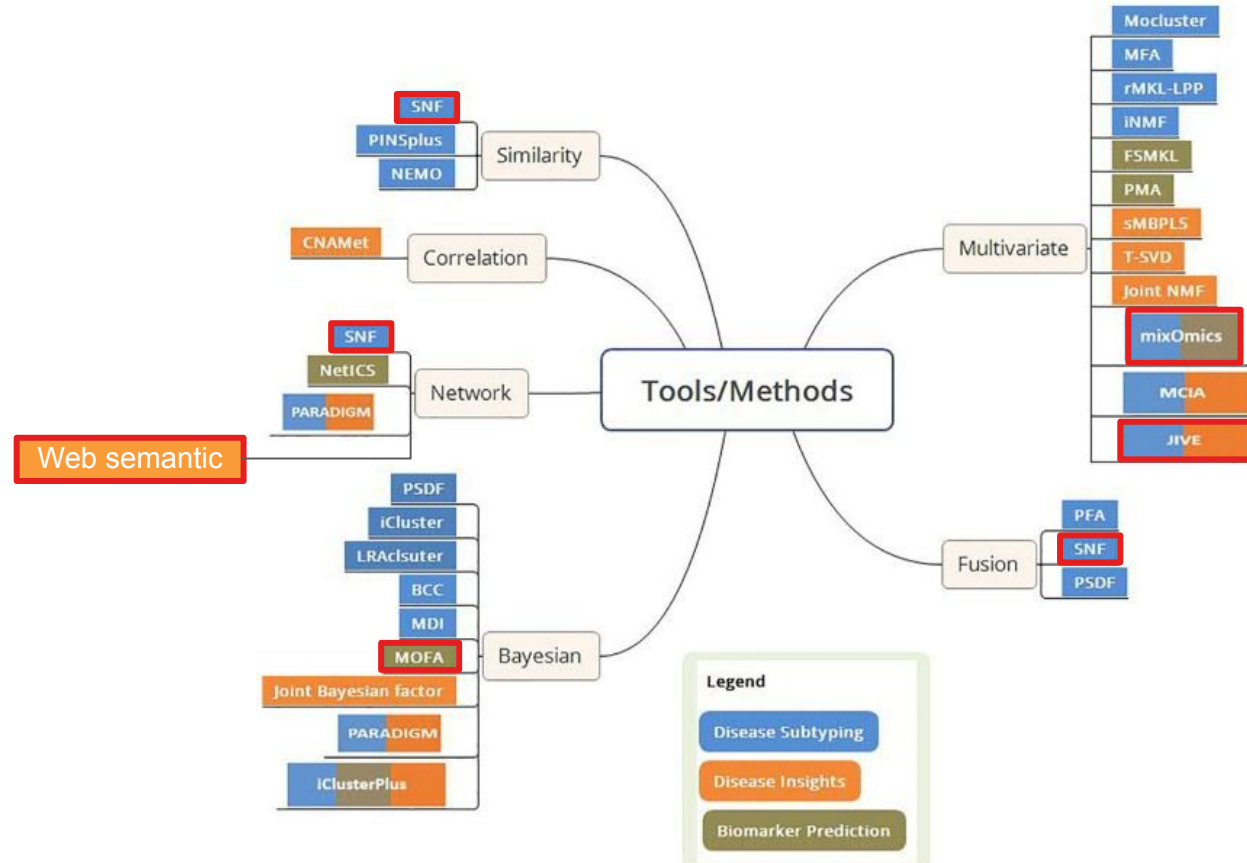 SNF
PINSplus
NEMO
Similarity
CNAMet
Correlation
SNF
NetICS
PARADIGM
Web semantic
Network
PSDF
iCluster
LRAclsuter
BCC
MDI
MOFA
Joint Bayesian factor
PARADIGM
iClusterPlus
Bayesian
Tools/Methods
Mocluster
MFA
rMKL-LPP
iNMF
FSMKL
PMA
sMBPLS
T-SVD
Joint NMF
mixOmics
MCIA
JIVE
Multivariate
PFA
SNF
PSDF
Fusion
Legend
Disease Subtyping
Disease Insights
Biomarker Prediction